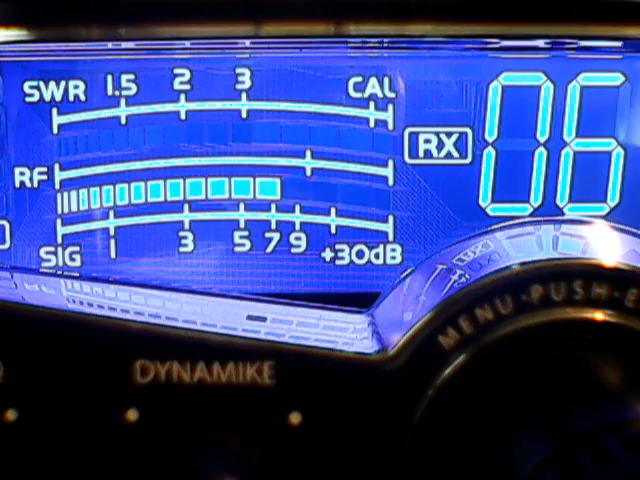 SWR 1.5 2 3 CAL
RX 06
RF
SIG 1 3 5 7 9 +30dB
MENU-PUSH-E
DYNAMIKE